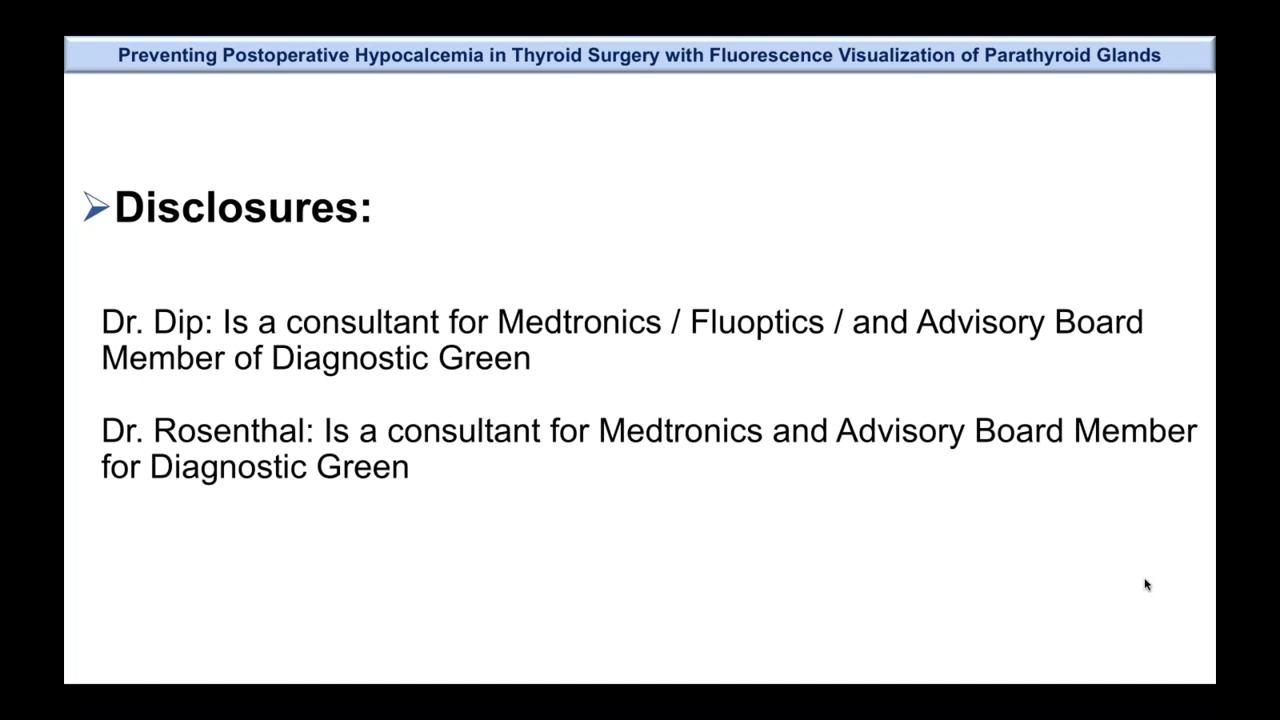 Preventing Postoperative Hypocalcemia in Thyroid Surgery with Fluorescence Visualization of Parathyroid Glands
Disclosures:
Dr. Dip: Is a consultant for Medtronics / Fluoptics / and Advisory Board
Member of Diagnostic Green
Dr. Rosenthal: Is a consultant for Medtronics and Advisory Board Member
for Diagnostic Green